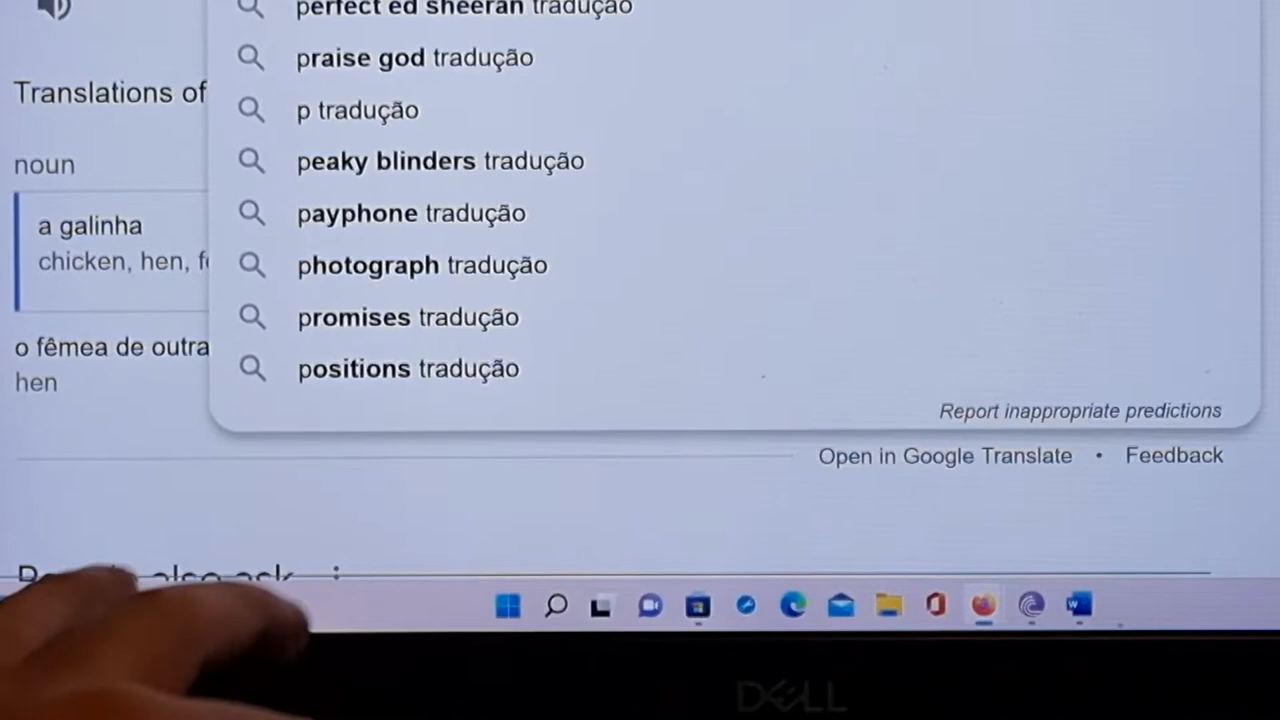 perfect ed sheeran tradução
praise god tradução
Translations of
p tradução
noun
peaky blinders tradução
a galinha
payphone tradução
chicken, hen,
photograph tradução
promises tradução
o fêmea de outra
positions tradução
hen
Report inappropriate predictions
Open in Google Translate • Feedback
also ask
DELL